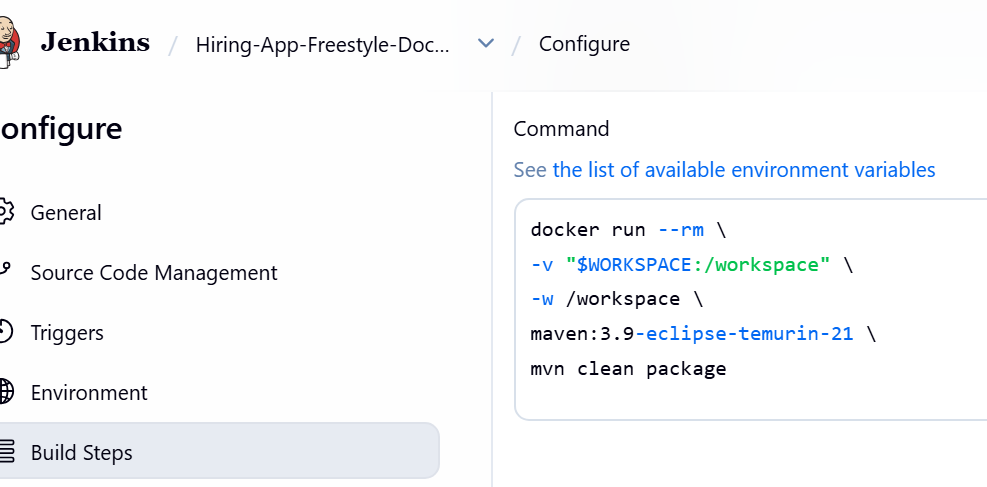 Jenkins / Hiring-App-Freestyle-Doc... / Configure
onfigure
General
Source Code Management
Triggers
Environment
Build Steps
Command
See the list of available environment variables
docker run --rm \
-v "$WORKSPACE:/workspace" \
-w /workspace \
maven:3.9-eclipse-temurin-21 \
mvn clean package